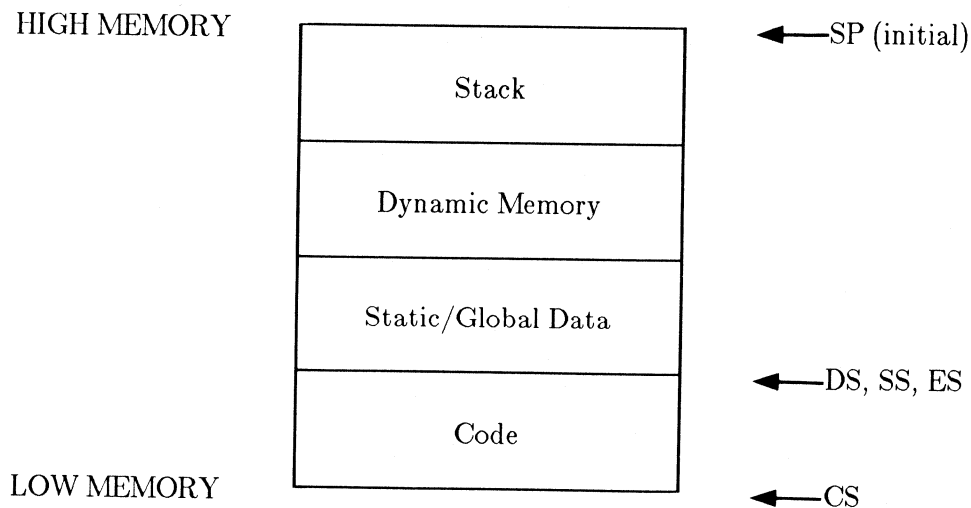 HIGH MEMORY
SP (initial)
Stack
Dynamic Memory
Static/Global Data
DS, SS, ES
Code
LOW MEMORY
CS